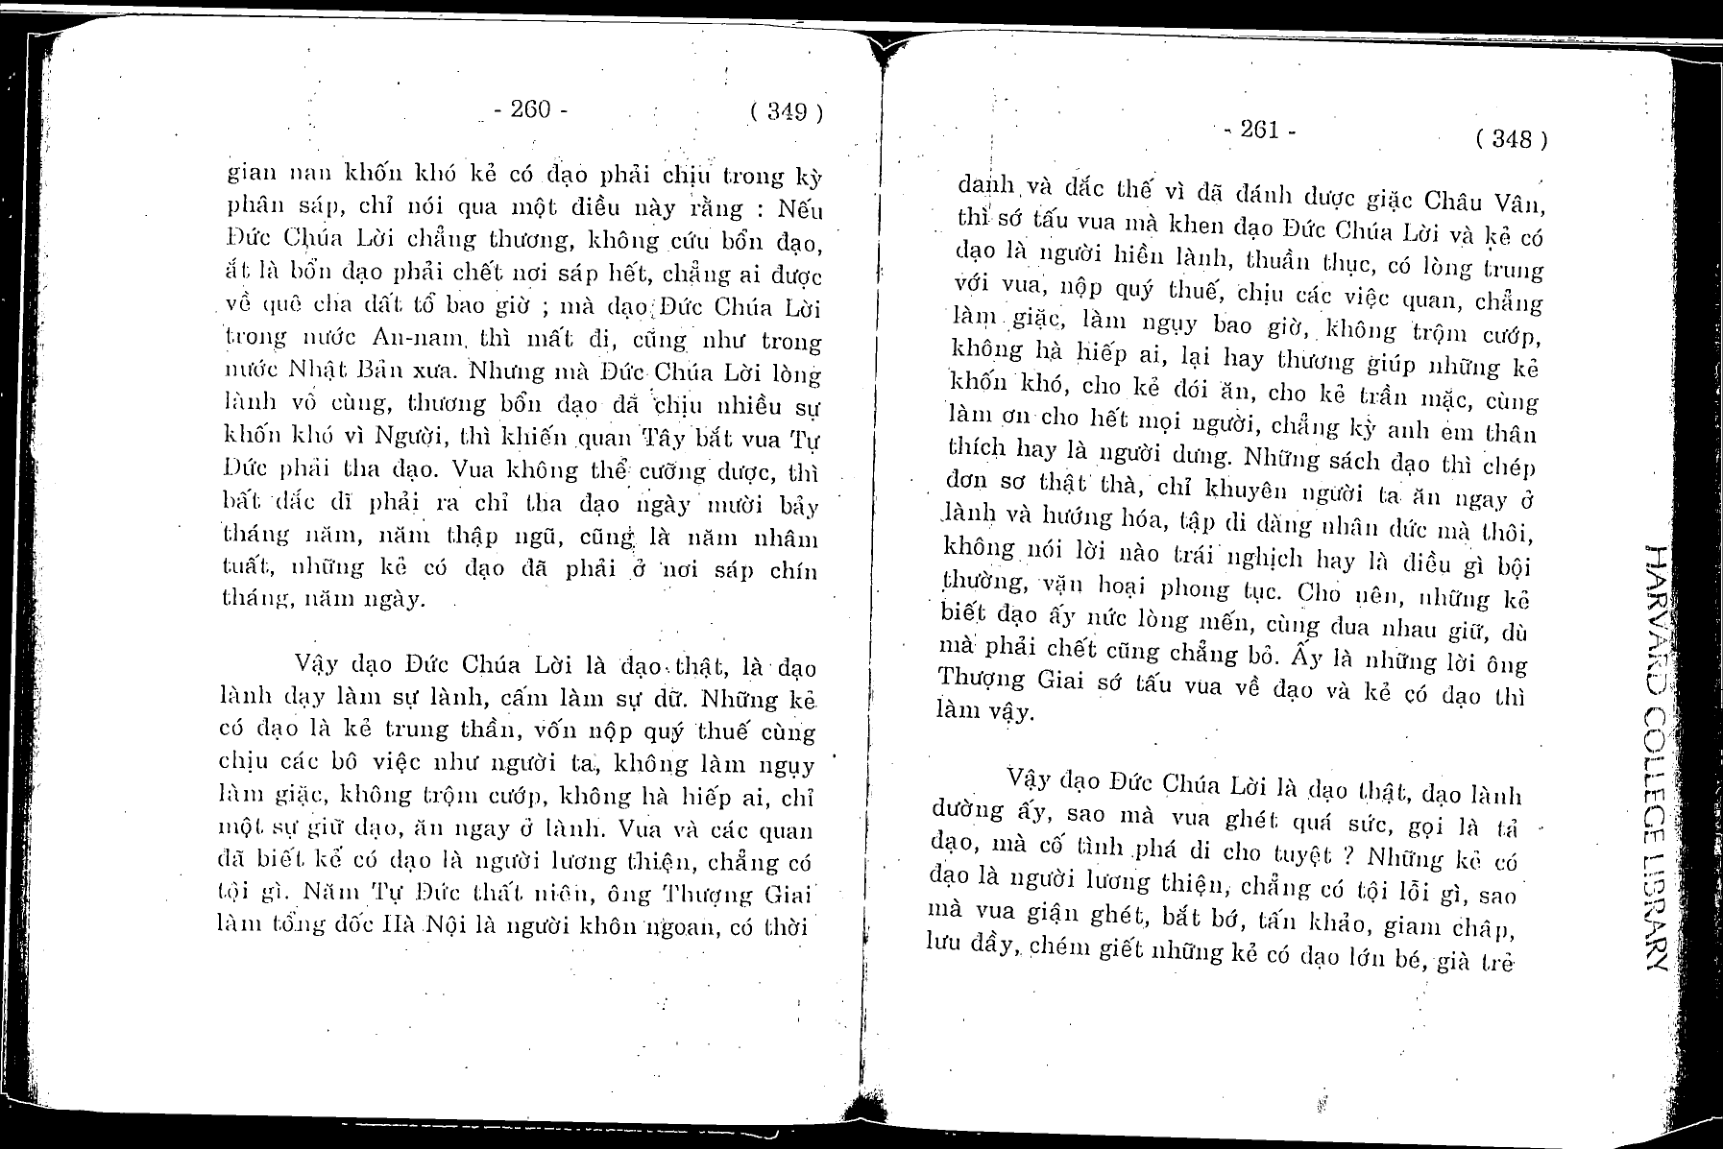 - 260 -
( 349 )
gian nan khốn khó kẻ có đạo phải chịu trong kỳ
phân sáp, chỉ nói qua một điều này rằng : Nếu
Đức Chúa Lời chẳng thương, không cứu bổn đạo,
ắt là bổn đạo phải chết nơi sáp hết, chẳng ai được
về quê cha đất tổ bao giờ ; mà đạo Đức Chúa Lời
trong nước An-nam thì mất đi, cũng như trong
nước Nhật Bản xưa. Nhưng mà Đức Chúa Lời lòng
lành vô cùng, thương bổn đạo đã chịu nhiều sự
khốn khó vì Người, thì khiến quan Tây bắt vua Tự
Đức phải tha đạo. Vua không thể cưỡng được, thì
bất đắc dĩ phải ra chỉ tha đạo ngày mười bảy
tháng năm, năm thập ngũ, cũng là năm nhâm
tuất, những kẻ có đạo đã phải ở nơi sáp chín
tháng, năm ngày.
Vậy đạo Đức Chúa Lời là đạo thật, là đạo
lành dạy làm sự lành, cấm làm sự dữ. Những kẻ
có đạo là kẻ trung thần, vốn nộp quý thuế cùng
chịu các bô việc như người ta, không làm ngụy
làm giặc, không trộm cướp, không hà hiếp ai, chỉ
một sự giữ đạo, ăn ngay ở lành. Vua và các quan
đã biết kẻ có đạo là người lương thiện, chẳng có
tội gì. Năm Tự Đức thất niên, ông Thượng Giai
làm tổng đốc Hà Nội là người khôn ngoan, có thời
- 261 -
( 348 )
danh và đắc thế vì đã đánh được giặc Châu Vân,
thì sớ tấu vua mà khen đạo Đức Chúa Lời và kẻ có
đạo là người hiền lành, thuần thục, có lòng trung
với vua, nộp quý thuế, chịu các việc quan, chẳng
làm giặc, làm ngụy bao giờ, không trộm cướp,
không hà hiếp ai, lại hay thương giúp những kẻ
khốn khó, cho kẻ đói ăn, cho kẻ trần mặc, cùng
làm ơn cho hết mọi người, chẳng kỳ anh em thân
thích hay là người dưng. Những sách đạo thì chép
đơn sơ thật thà, chỉ khuyên người ta ăn ngay ở
lành và hướng hóa, tập đi đàng nhân đức mà thôi,
không nói lời nào trái nghịch hay là điều gì bội
thường, vặn hoại phong tục. Cho nên, những kẻ
biết đạo ấy nức lòng mến, cùng đua nhau giữ, dù
mà phải chết cũng chẳng bỏ. Ấy là những lời ông
Thượng Giai sớ tấu vua về đạo và kẻ có đạo thì
làm vậy.
Vậy đạo Đức Chúa Lời là đạo thật, đạo lành
dường ấy, sao mà vua ghét quá sức, gọi là tả
đạo, mà cố tình phá đi cho tuyệt ? Những kẻ có
đạo là người lương thiện, chẳng có tội lỗi gì, sao
mà vua giận ghét, bắt bớ, tấn khảo, giam chấp,
lưu đầy, chém giết những kẻ có đạo lớn bé, già trẻ
HARVARD COLLEGE LIBRARY